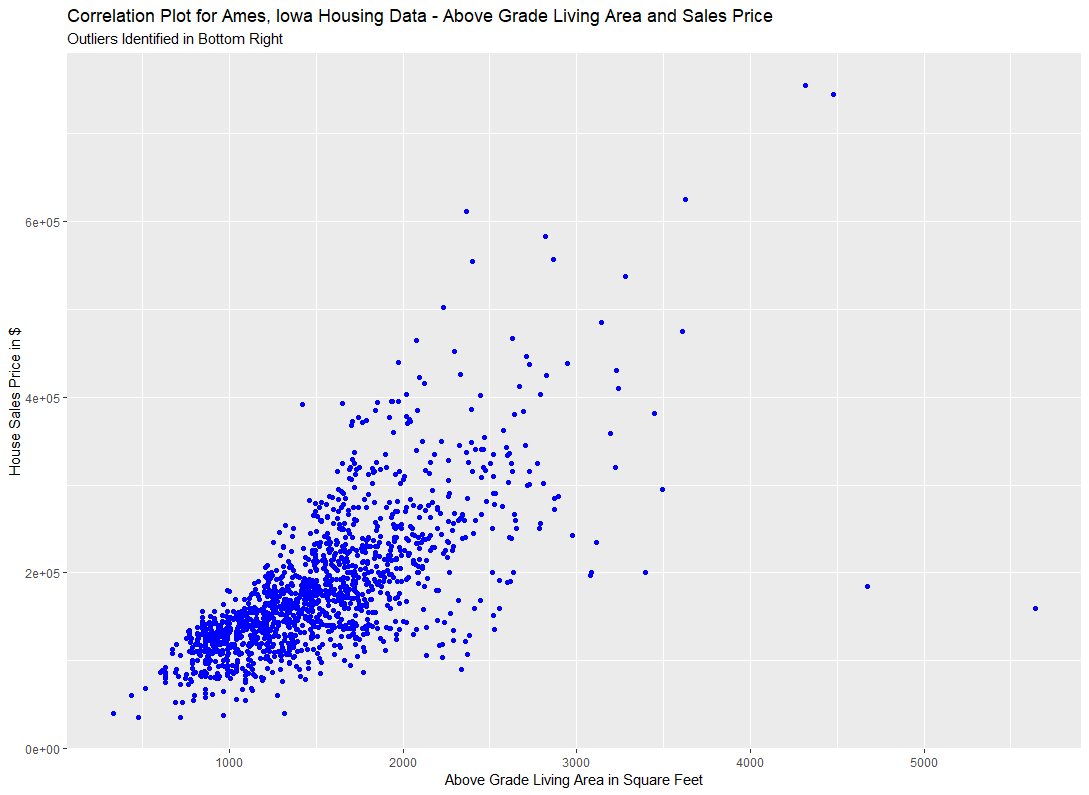 Correlation Plot for Ames, Iowa Housing Data - Above Grade Living Area and Sales Price
Outliers Identified in Bottom Right
House Sales Price in $
6e+05
4e+05
2e+05
0e+00
1000 2000 3000 4000 5000
Above Grade Living Area in Square Feet